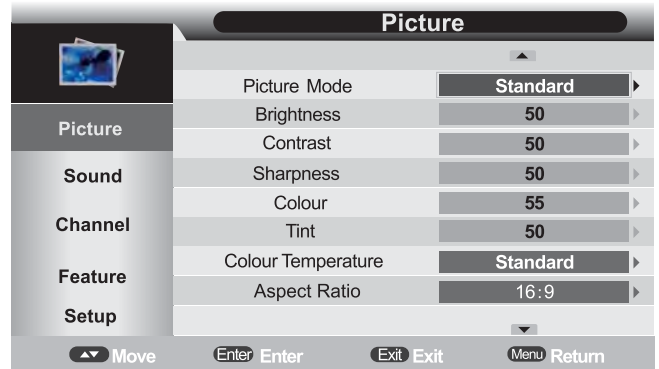 Picture
Picture Mode Standard
Brightness 50
Picture
Contrast 50
Sharpness 50
Sound
Colour 55
Channel
Tint 50
Colour Temperature Standard
Feature
Aspect Ratio 16:9
Setup
Move Enter Enter Exit Exit Menu Return